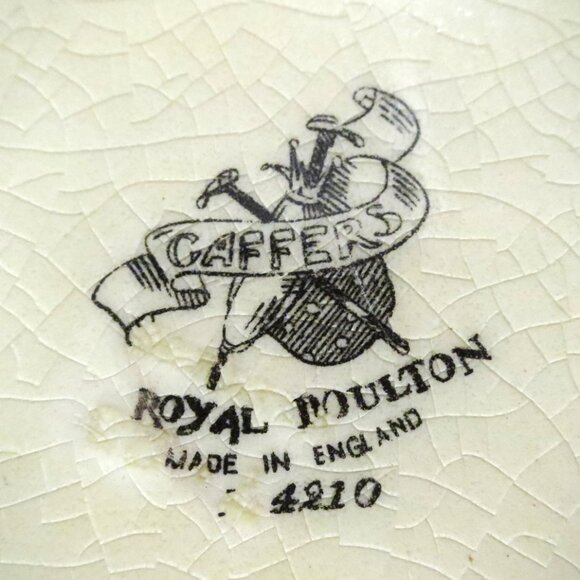 GAFFERS
ROYAL DOULTON
MADE IN ENGLAND
4210